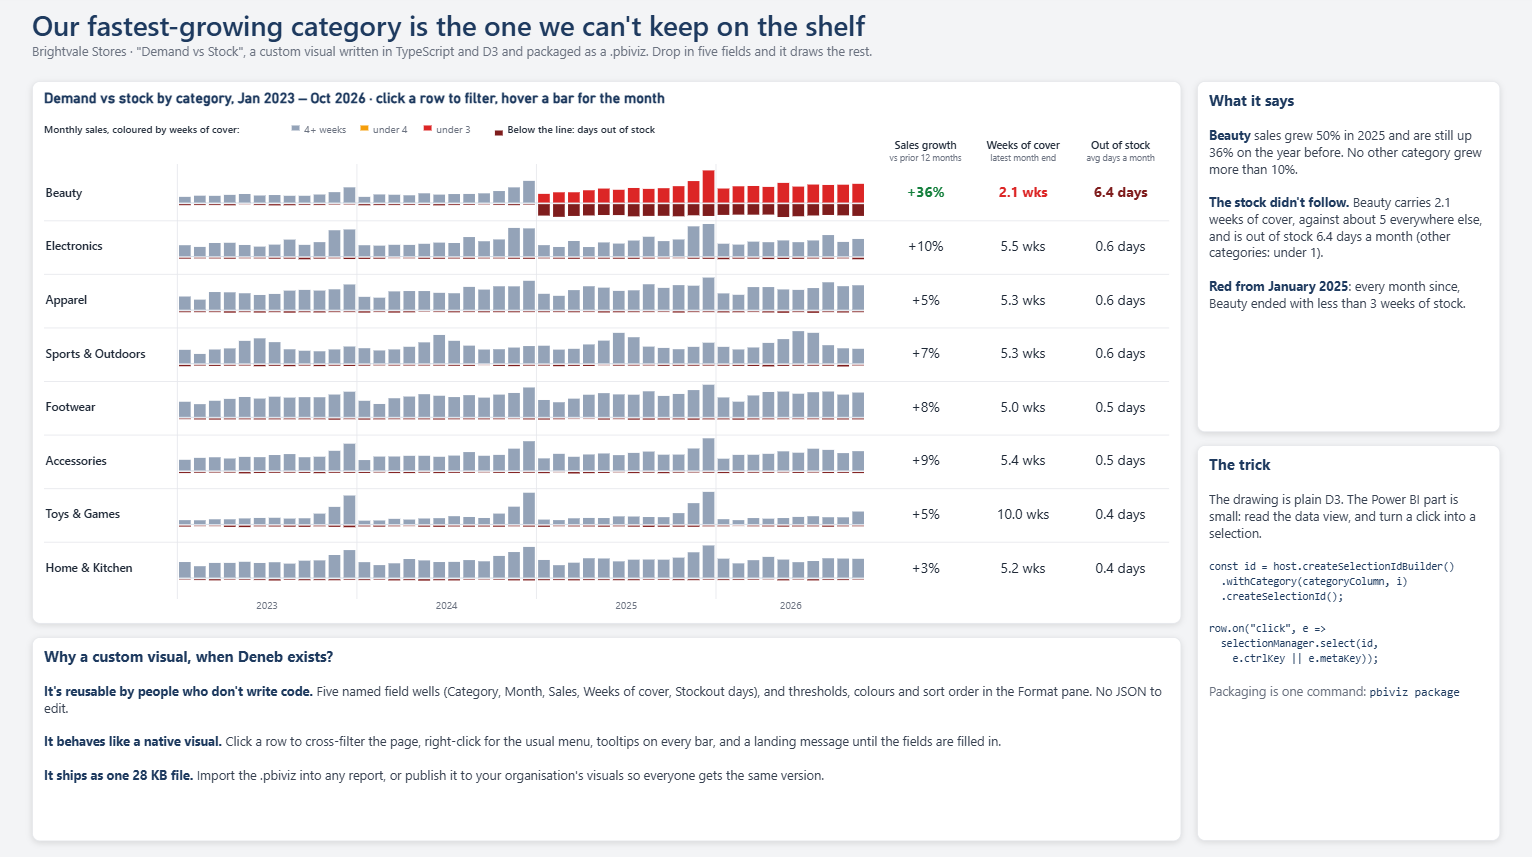 Our fastest-growing category is the one we can't keep on the shelf
Brightvale Stores · "Demand vs Stock", a custom visual written in TypeScript and D3 and packaged as a .pbiviz. Drop in five fields and it draws the rest.
Demand vs stock by category, Jan 2023 – Oct 2026 · click a row to filter, hover a bar for the month
Monthly sales, coloured by weeks of cover: 4+ weeks under 4 under 3 Below the line: days out of stock
Sales growth Weeks of cover Out of stock
vs prior 12 months latest month end avg days a month
Beauty +36% 2.1 wks 6.4 days
Electronics +10% 5.5 wks 0.6 days
Apparel +5% 5.3 wks 0.6 days
Sports & Outdoors +7% 5.3 wks 0.6 days
Footwear +8% 5.0 wks 0.5 days
Accessories +9% 5.4 wks 0.5 days
Toys & Games +5% 10.0 wks 0.4 days
Home & Kitchen +3% 5.2 wks 0.4 days
2023 2024 2025 2026
What it says
Beauty sales grew 50% in 2025 and are still up
36% on the year before. No other category grew
more than 10%.
The stock didn't follow. Beauty carries 2.1
weeks of cover, against about 5 everywhere else,
and is out of stock 6.4 days a month (other
categories: under 1).
Red from January 2025: every month since,
Beauty ended with less than 3 weeks of stock.
Why a custom visual, when Deneb exists?
It's reusable by people who don't write code. Five named field wells (Category, Month, Sales, Weeks of cover, Stockout days), and thresholds, colours and sort order in the Format pane. No JSON to
edit.
It behaves like a native visual. Click a row to cross-filter the page, right-click for the usual menu, tooltips on every bar, and a landing message until the fields are filled in.
It ships as one 28 KB file. Import the .pbiviz into any report, or publish it to your organisation's visuals so everyone gets the same version.
The trick
The drawing is plain D3. The Power BI part is
small: read the data view, and turn a click into a
selection.
const id = host.createSelectionIdBuilder()
.withCategory(categoryColumn, i)
.createSelectionId();
row.on("click", e =>
selectionManager.select(id,
e.ctrlKey || e.metaKey));
Packaging is one command: pbiviz package